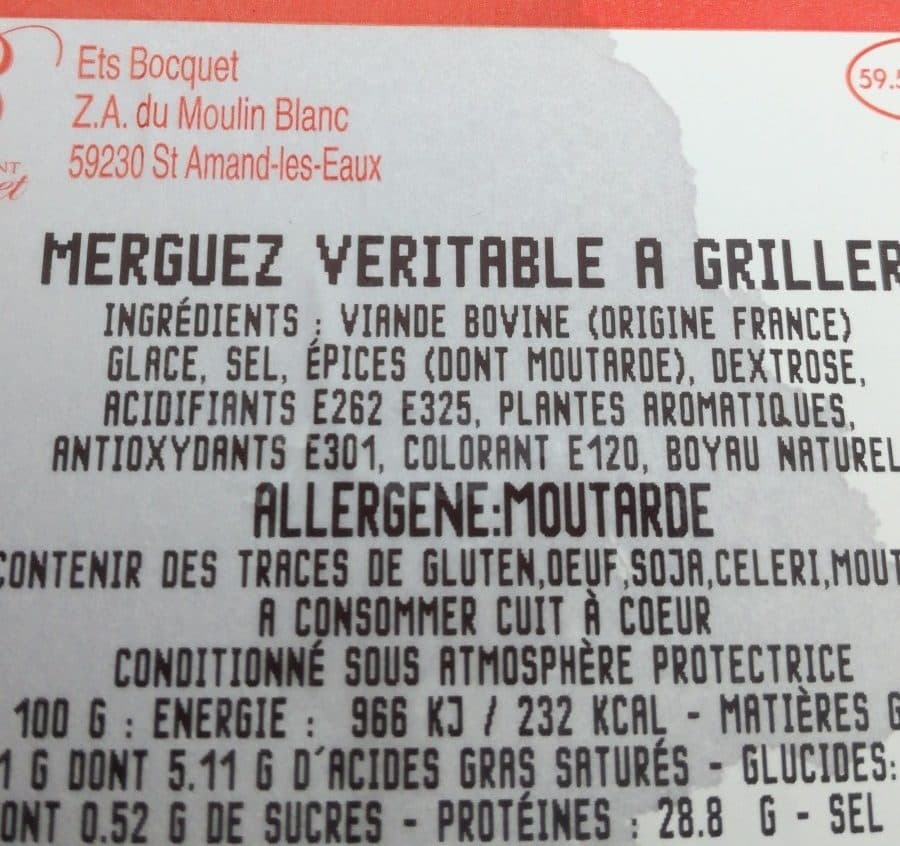 Ets Bocquet
Z.A. du Moulin Blanc
59230 St Amand-les-Eaux
59.5
MERGUEZ VERITABLE A GRILLER
INGRÉDIENTS : VIANDE BOVINE (ORIGINE FRANCE)
GLACE, SEL, ÉPICES (DONT MOUTARDE), DEXTROSE,
ACIDIFIANTS E262 E325, PLANTES AROMATIQUES,
ANTIOXYDANTS E301, COLORANT E120, BOYAU NATUREL
ALLERGENE:MOUTARDE
CONTENIR DES TRACES DE GLUTEN,OEUF,SOJA,CELERI,MOUT
A CONSOMMER CUIT À COEUR
CONDITIONNÉ SOUS ATMOSPHÈRE PROTECTRICE
100 G : ENERGIE : 966 KJ / 232 KCAL - MATIÈRES G
1 G DONT 5.11 G D'ACIDES GRAS SATURÉS - GLUCIDES:
ONT 0.52 G DE SUCRES - PROTÉINES : 28.8 G - SEL